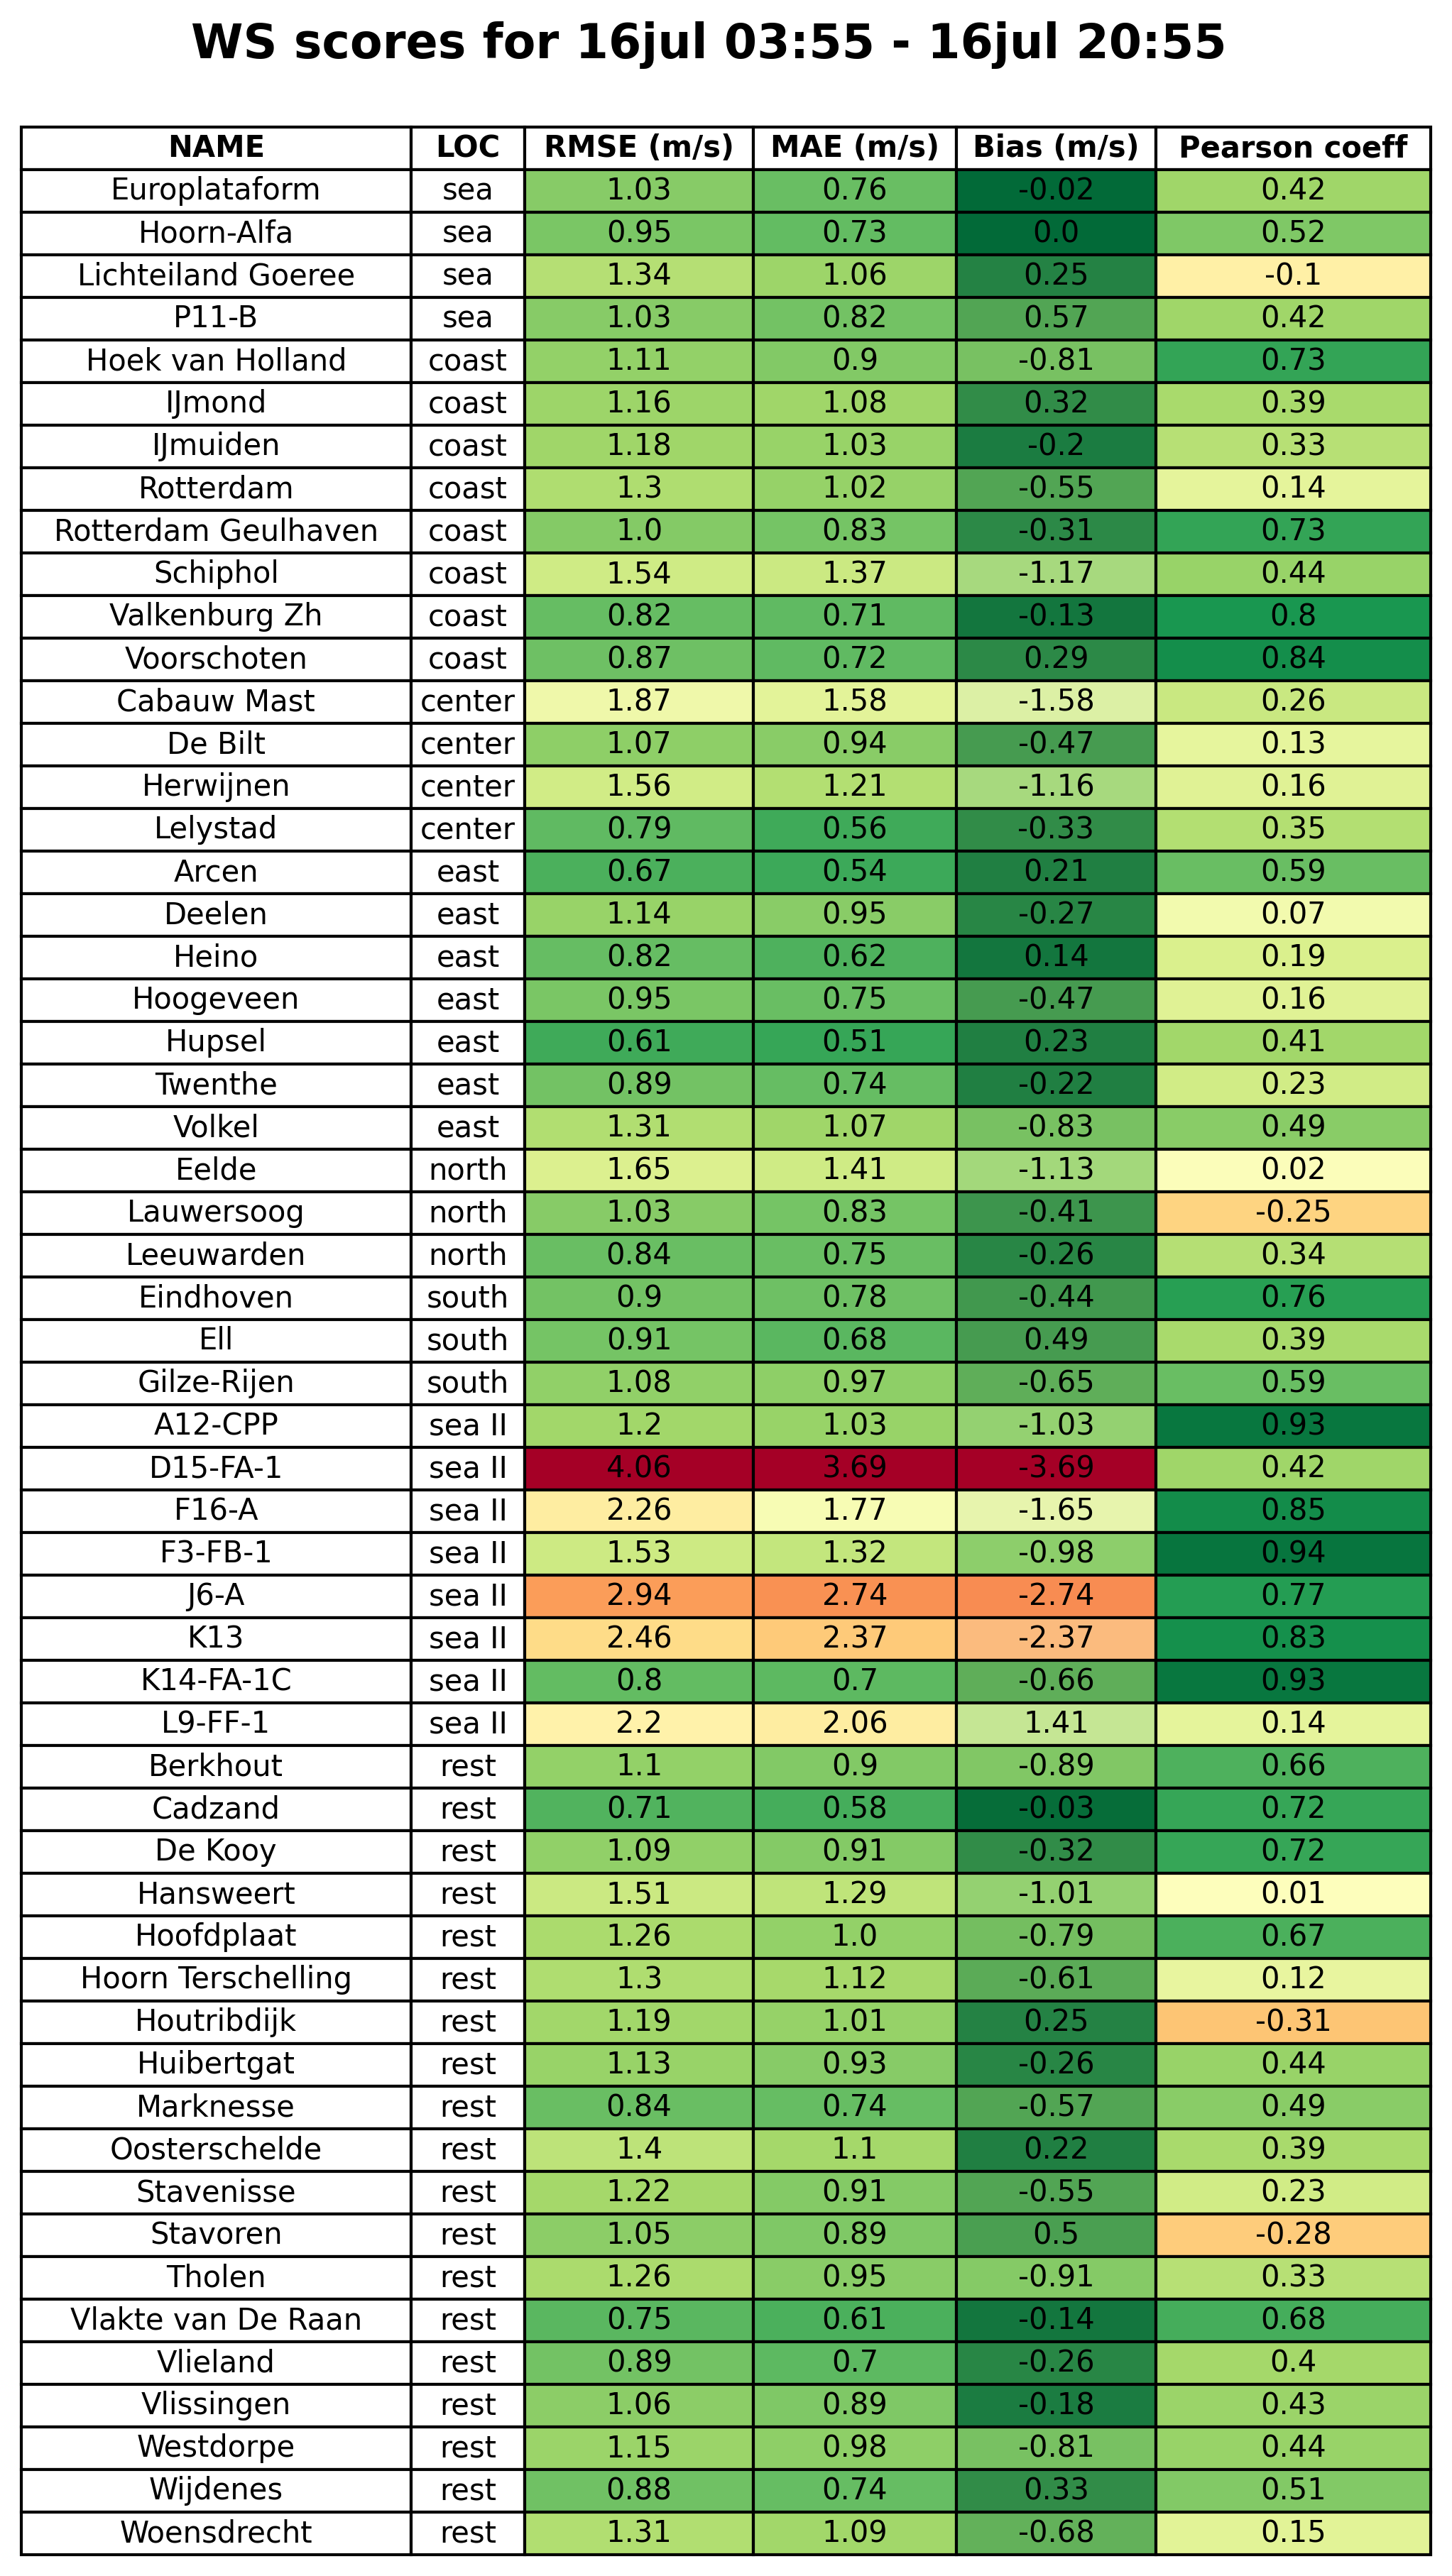 WS scores for 16jul 03:55 - 16jul 20:55
NAME LOC RMSE (m/s) MAE (m/s) Bias (m/s) Pearson coeff
Europlataform sea 1.03 0.76 -0.02 0.42
Hoorn-Alfa sea 0.95 0.73 0.0 0.52
Lichteiland Goeree sea 1.34 1.06 0.25 -0.1
P11-B sea 1.03 0.82 0.57 0.42
Hoek van Holland coast 1.11 0.9 -0.81 0.73
IJmond coast 1.16 1.08 0.32 0.39
IJmuiden coast 1.18 1.03 -0.2 0.33
Rotterdam coast 1.3 1.02 -0.55 0.14
Rotterdam Geulhaven coast 1.0 0.83 -0.31 0.73
Schiphol coast 1.54 1.37 -1.17 0.44
Valkenburg Zh coast 0.82 0.71 -0.13 0.8
Voorschoten coast 0.87 0.72 0.29 0.84
Cabauw Mast center 1.87 1.58 -1.58 0.26
De Bilt center 1.07 0.94 -0.47 0.13
Herwijnen center 1.56 1.21 -1.16 0.16
Lelystad center 0.79 0.56 -0.33 0.35
Arcen east 0.67 0.54 0.21 0.59
Deelen east 1.14 0.95 -0.27 0.07
Heino east 0.82 0.62 0.14 0.19
Hoogeveen east 0.95 0.75 -0.47 0.16
Hupsel east 0.61 0.51 0.23 0.41
Twenthe east 0.89 0.74 -0.22 0.23
Volkel east 1.31 1.07 -0.83 0.49
Eelde north 1.65 1.41 -1.13 0.02
Lauwersoog north 1.03 0.83 -0.41 -0.25
Leeuwarden north 0.84 0.75 -0.26 0.34
Eindhoven south 0.9 0.78 -0.44 0.76
Ell south 0.91 0.68 0.49 0.39
Gilze-Rijen south 1.08 0.97 -0.65 0.59
A12-CPP sea II 1.2 1.03 -1.03 0.93
D15-FA-1 sea II 4.06 3.69 -3.69 0.42
F16-A sea II 2.26 1.77 -1.65 0.85
F3-FB-1 sea II 1.53 1.32 -0.98 0.94
J6-A sea II 2.94 2.74 -2.74 0.77
K13 sea II 2.46 2.37 -2.37 0.83
K14-FA-1C sea II 0.8 0.7 -0.66 0.93
L9-FF-1 sea II 2.2 2.06 1.41 0.14
Berkhout rest 1.1 0.9 -0.89 0.66
Cadzand rest 0.71 0.58 -0.03 0.72
De Kooy rest 1.09 0.91 -0.32 0.72
Hansweert rest 1.51 1.29 -1.01 0.01
Hoofdplaat rest 1.26 1.0 -0.79 0.67
Hoorn Terschelling rest 1.3 1.12 -0.61 0.12
Houtribdijk rest 1.19 1.01 0.25 -0.31
Huibertgat rest 1.13 0.93 -0.26 0.44
Marknesse rest 0.84 0.74 -0.57 0.49
Oosterschelde rest 1.4 1.1 0.22 0.39
Stavenisse rest 1.22 0.91 -0.55 0.23
Stavoren rest 1.05 0.89 0.5 -0.28
Tholen rest 1.26 0.95 -0.91 0.33
Vlakte van De Raan rest 0.75 0.61 -0.14 0.68
Vlieland rest 0.89 0.7 -0.26 0.4
Vlissingen rest 1.06 0.89 -0.18 0.43
Westdorpe rest 1.15 0.98 -0.81 0.44
Wijdenes rest 0.88 0.74 0.33 0.51
Woensdrecht rest 1.31 1.09 -0.68 0.15